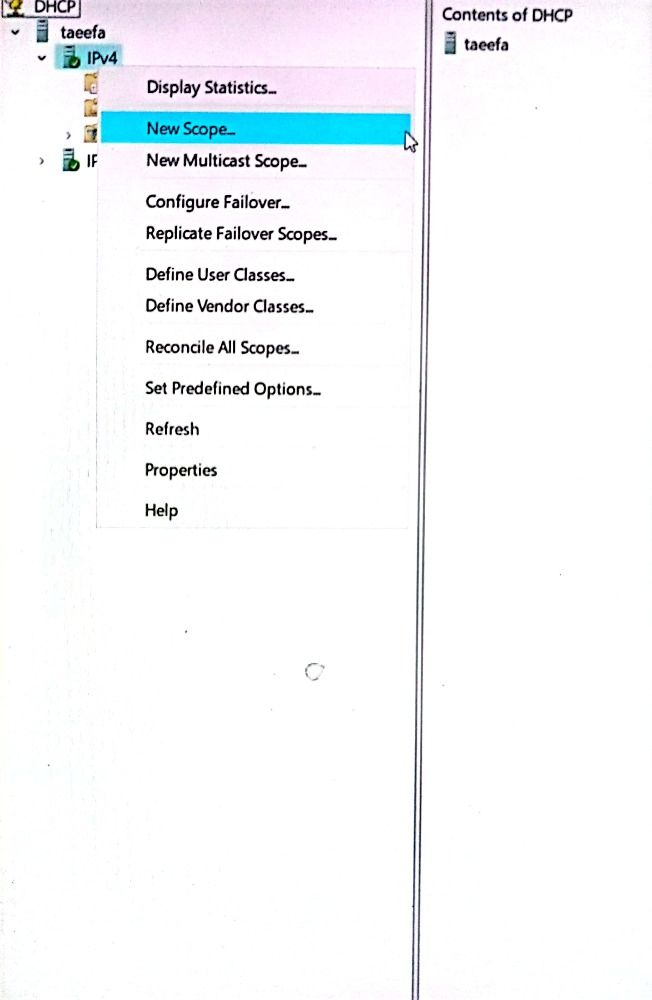 DHCP
taeefa
IPv4
Display Statistics...
New Scope...
New Multicast Scope...
IP
Configure Failover...
Replicate Failover Scopes...
Define User Classes...
Define Vendor Classes...
Reconcile All Scopes...
Set Predefined Options...
Refresh
Properties
Help
Contents of DHCP
taeefa